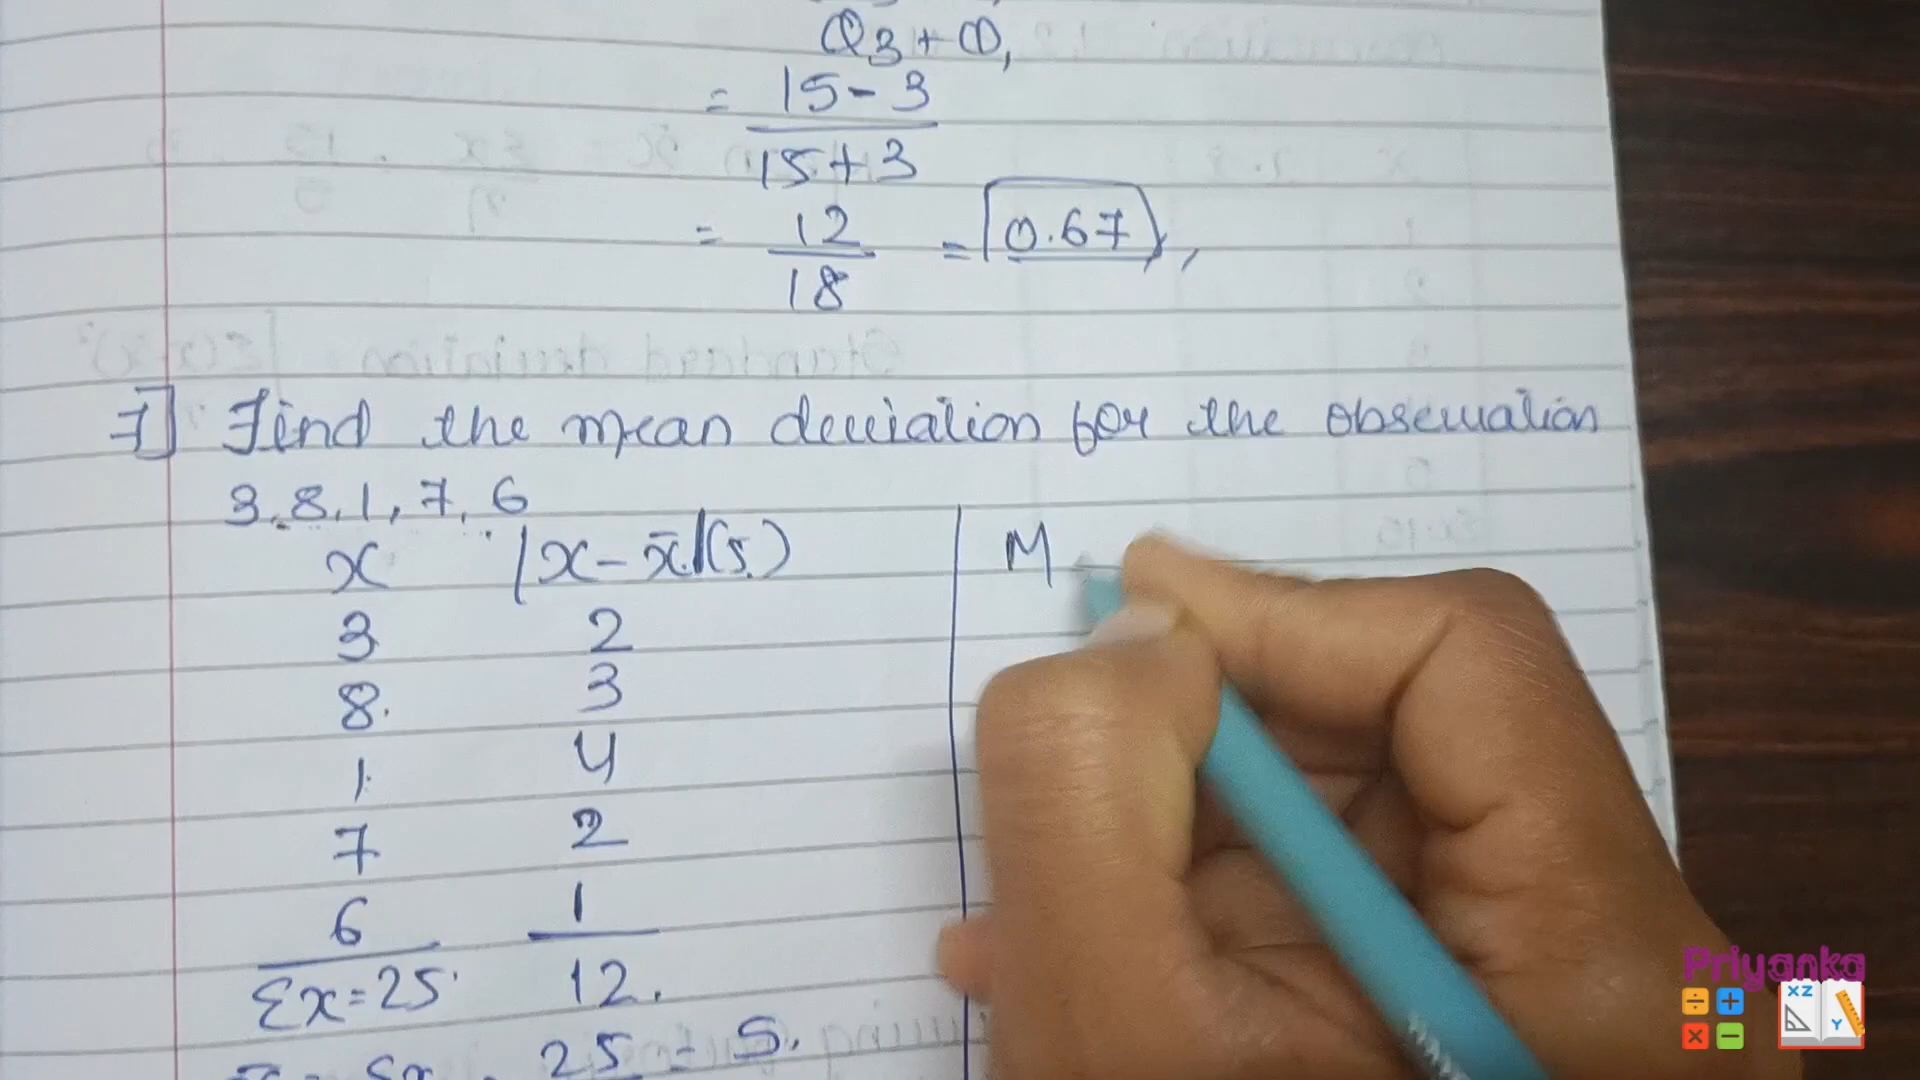 Q3 + Q1
= 15 - 3
15 + 3
= 12 = 0.67
18
7] Find the mean deviation for the observation
3, 8, 1, 7, 6
x |x - x̄|(5)
3 2
8 3
1 4
7 2
6 1
Σx = 25 12
x̄ = Σx = 25 = 5.
M
Priyanka
÷ +
× −
XZ
Y